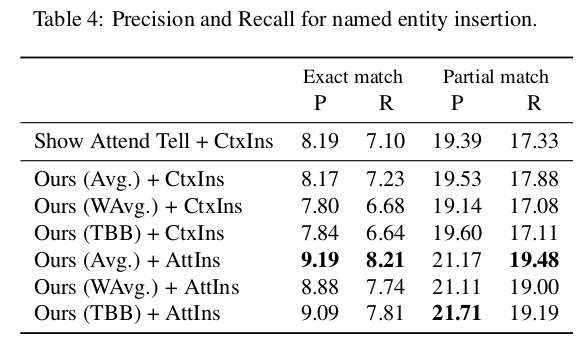 Table 4: Precision and Recall for named entity insertion.
Exact match Partial match
P R P R
Show Attend Tell + CtxIns 8.19 7.10 19.39 17.33
Ours (Avg.) + CtxIns 8.17 7.23 19.53 17.88
Ours (WAvg.) + CtxIns 7.80 6.68 19.14 17.08
Ours (TBB) + CtxIns 7.84 6.64 19.60 17.11
Ours (Avg.) + AttIns 9.19 8.21 21.17 19.48
Ours (WAvg.) + AttIns 8.88 7.74 21.11 19.00
Ours (TBB) + AttIns 9.09 7.81 21.71 19.19